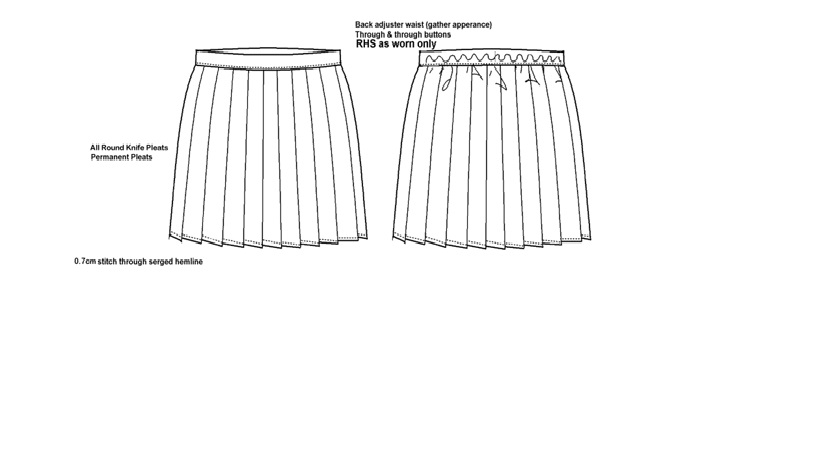 Back adjuster waist (gather apperance)
Through & through buttons
RHS as worn only
All Round Knife Pleats
Permanent Pleats
0.7cm stitch through serged hemline